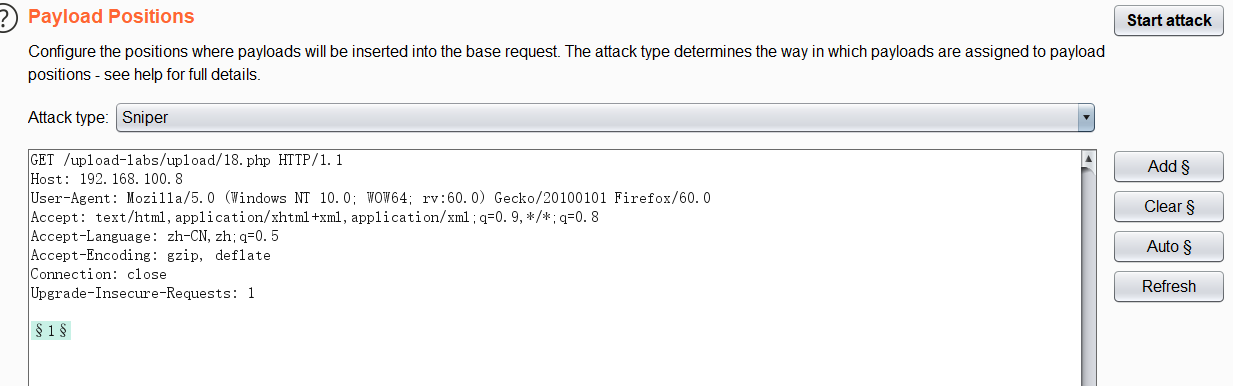 ?
Payload Positions
Start attack
Configure the positions where payloads will be inserted into the base request. The attack type determines the way in which payloads are assigned to payload
positions - see help for full details.
Attack type: Sniper
GET /upload-labs/upload/18.php HTTP/1.1
Host: 192.168.100.8
User-Agent: Mozilla/5.0 (Windows NT 10.0; WOW64; rv:60.0) Gecko/20100101 Firefox/60.0
Accept: text/html,application/xhtml+xml,application/xml;q=0.9,*/*;q=0.8
Accept-Language: zh-CN,zh;q=0.5
Accept-Encoding: gzip, deflate
Connection: close
Upgrade-Insecure-Requests: 1
§1§
Add §
Clear §
Auto §
Refresh